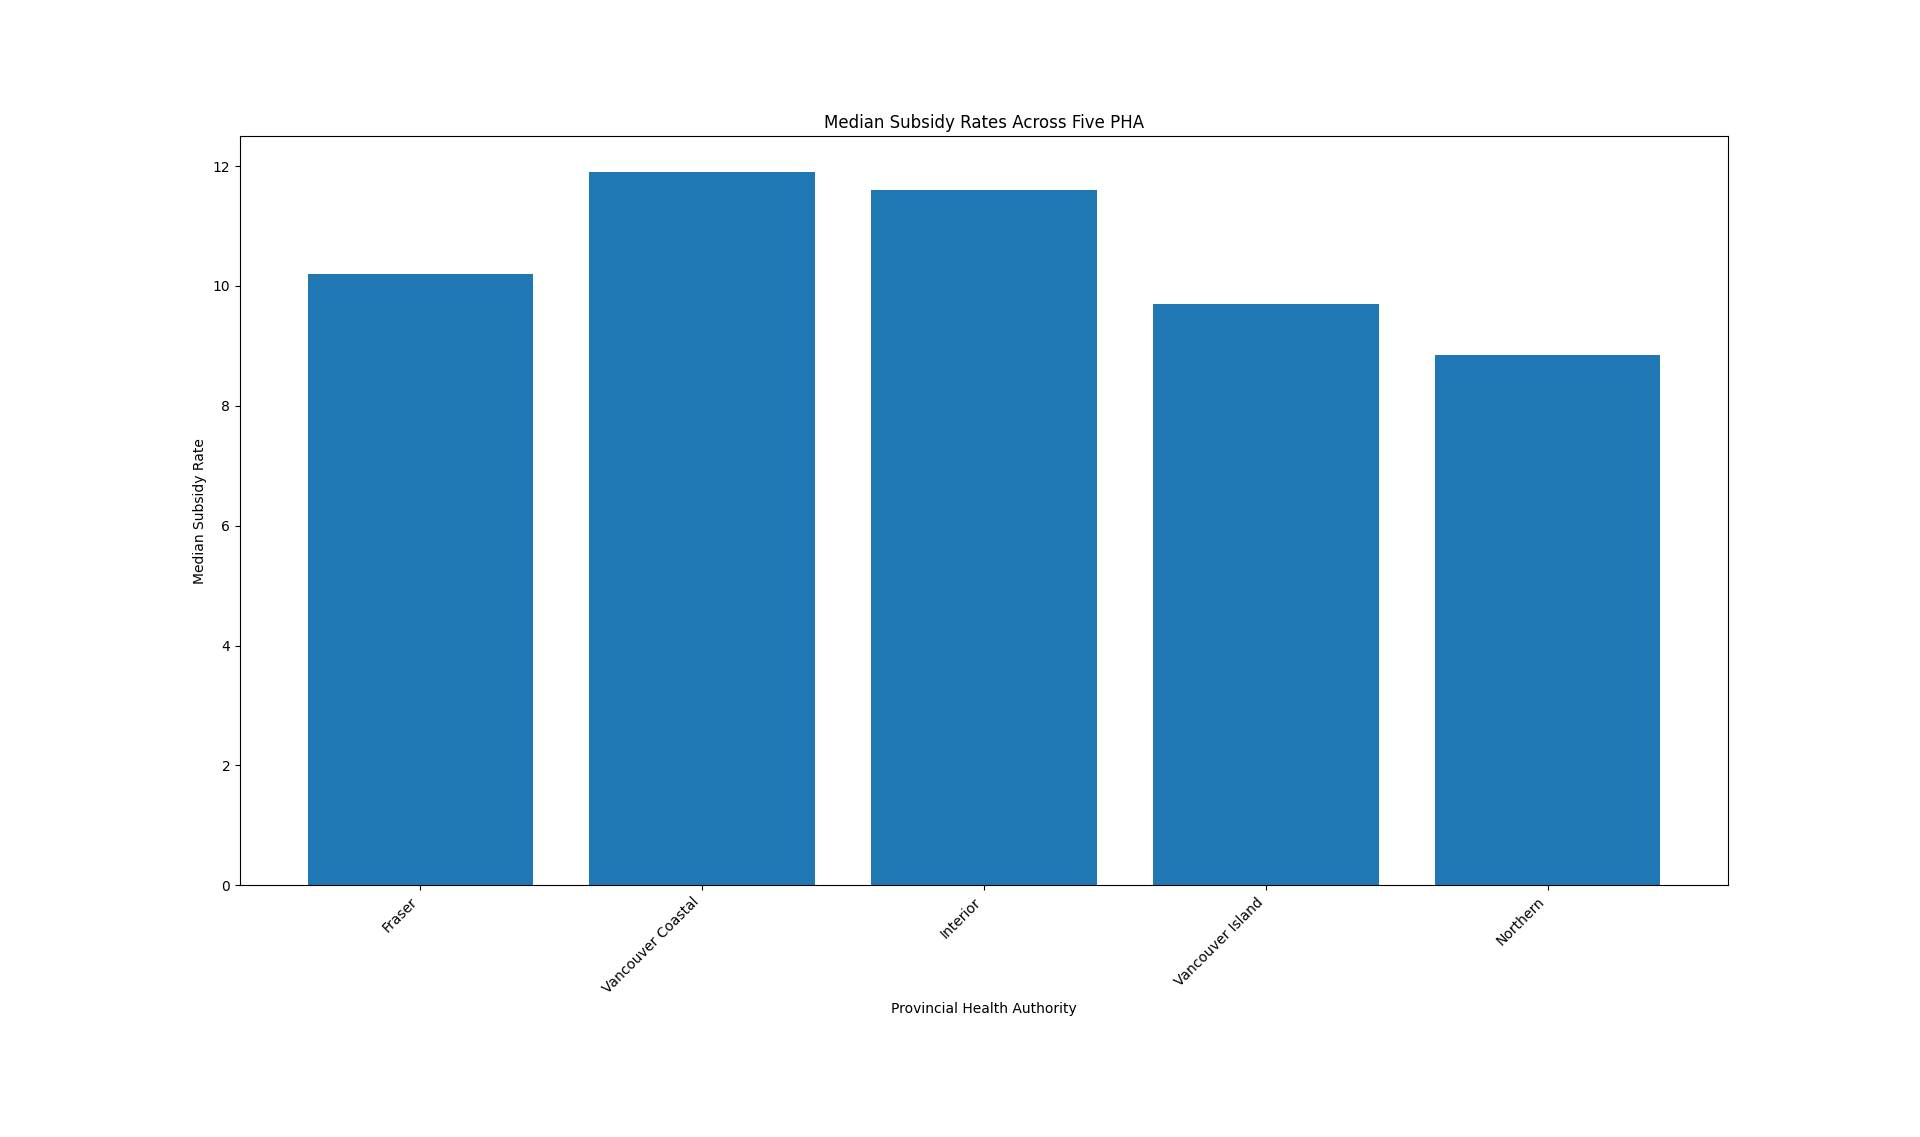 Median Subsidy Rates Across Five PHA
12
10
8
6
4
2
0
Median Subsidy Rate
Fraser
Vancouver Coastal
Interior
Vancouver Island
Northern
Provincial Health Authority